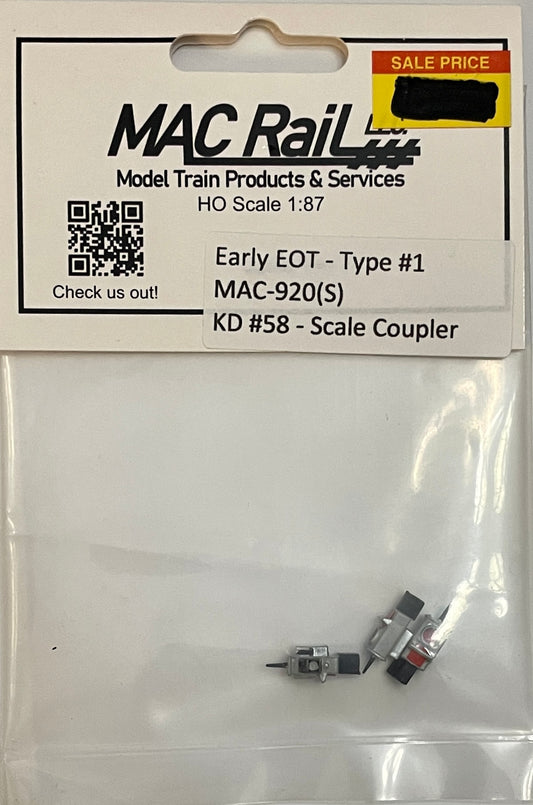 SALE PRICE
MAC Rail
Model Train Products & Services
HO Scale 1:87
Check us out!
Early EOT - Type #1
MAC-920(S)
KD #58 - Scale Coupler